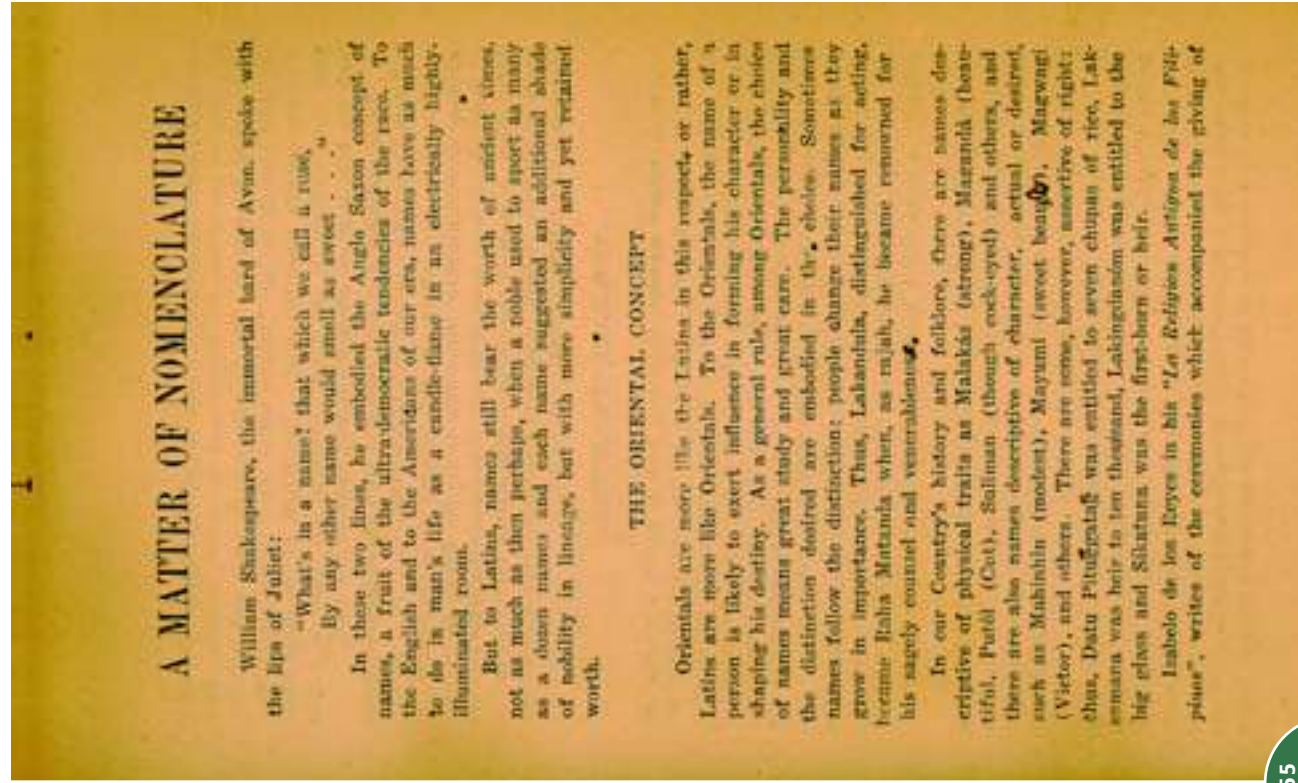 A MATTER OF NOMENCLATURE
William Shakespeare, the immortal bard of Avon. spoke with
the lips of Juliet:
"What's in a name! that which we call a rose,
By any other name would smell as sweet . . . ."
In these two lines, he embodied the Anglo Saxon concept of
names, a fruit of the ultra-democratic tendencies of the race. To
the English and to the Americans of our era, names have as much
to do in man's life as a candle-flame in an electrically highly-
illuminated room.
But to Latins, names still bear the worth of ancient times,
not as much as then perhaps, when a noble used to sport as many
as a dozen names and each name suggested an additional shade
of nobility in lineage, but with more simplicity and yet retained
worth.
THE ORIENTAL CONCEPT
Orientals are more like the Latins in this respect, or rather,
Latins are more like Orientals. To the Orientals, the name of a
person is likely to exert influence in forming his character or in
shaping his destiny. As a general rule, among Orientals, the choice
of names means great study and great care. The personality and
the distinction desired are embodied in the choice. Sometimes
names follow the distinction: people change their names as they
grow in importance. Thus, Lakandula, distinguished for acting,
became Raha Matanda when, as rajah, he became renowned for
his sagely counsel and venerableness.
In our Country's history and folklore, there are names des-
criptive of physical traits as Malakás (strong), Magandá (beau-
tiful, Putól (Cut), Sulinan (though cock-eyed) and others, and
there are also names descriptive of character, actual or desired,
such as Mahinhin (modest), Mayumi (sweet Magwagi
(Victor), and others. There are some, however, assertive of right:
thus, Datu was entitled to seven chupas of rice, Lak-
was heir to ten thousand, Lakinginúm was entitled to the
big glass and Sikatuna was the first-born or heir.
Isabelo de los Reyes in his "La Religion Antigua de los Fili-
pinos", writes of the ceremonies which accompanied the giving of
55